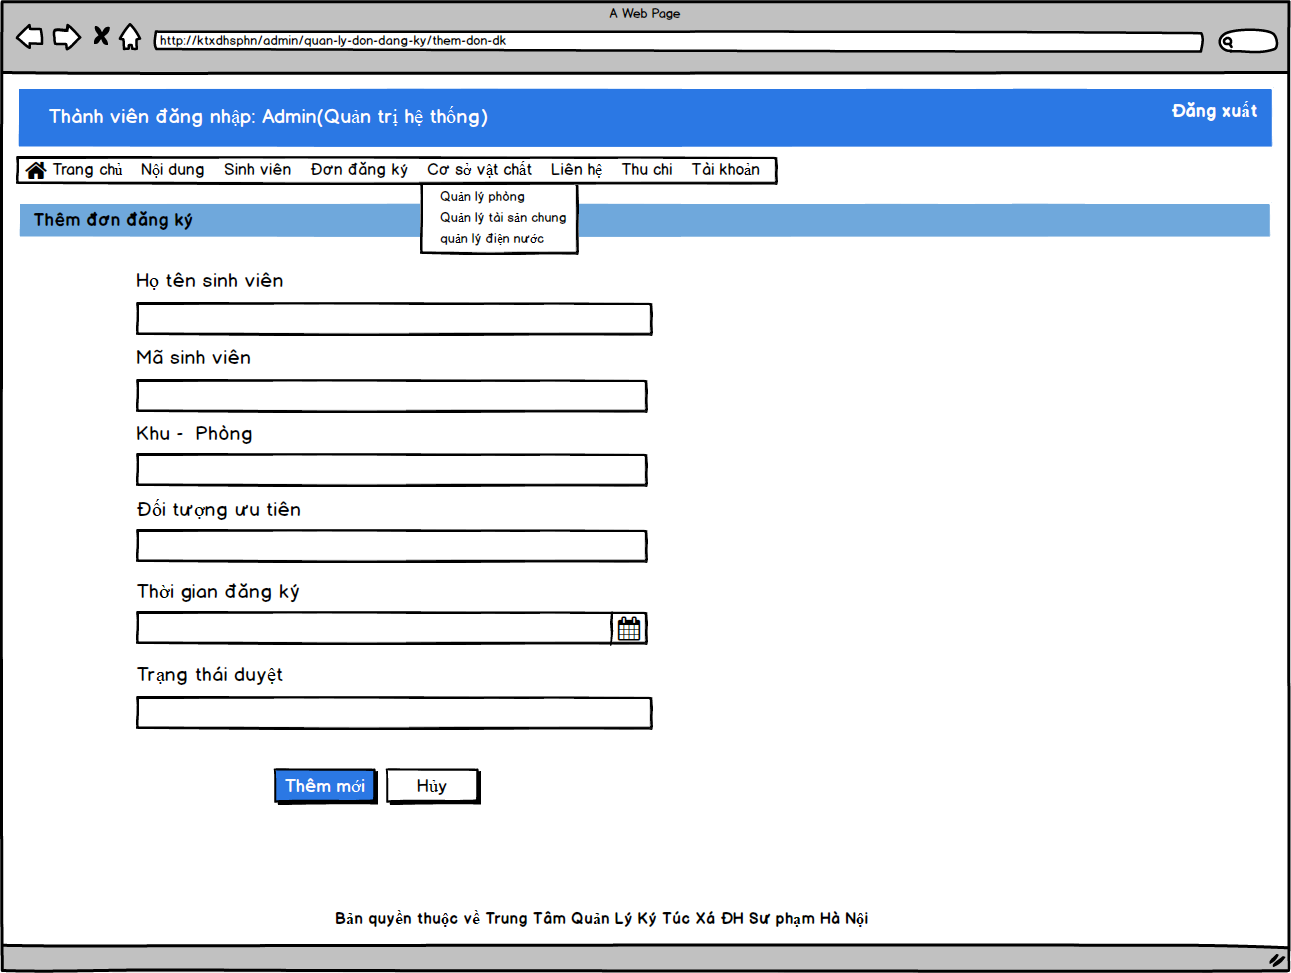 A Web Page
http://ktxdhsphn/admin/quan-ly-don-dang-ky/them-don-dk
Thành viên đăng nhập: Admin(Quản trị hệ thống)
Đăng xuất
Trang chủ Nội dung Sinh viên Đơn đăng ký Cơ sở vật chất Liên hệ Thu chi Tài khoản
Quản lý phòng
Quản lý tài sản chung
quản lý điện nước
Thêm đơn đăng ký
Họ tên sinh viên
Mã sinh viên
Khu - Phòng
Đối tượng ưu tiên
Thời gian đăng ký
Trạng thái duyệt
Thêm mới Hủy
Bản quyền thuộc về Trung Tâm Quản Lý Ký Túc Xá ĐH Sư phạm Hà Nội